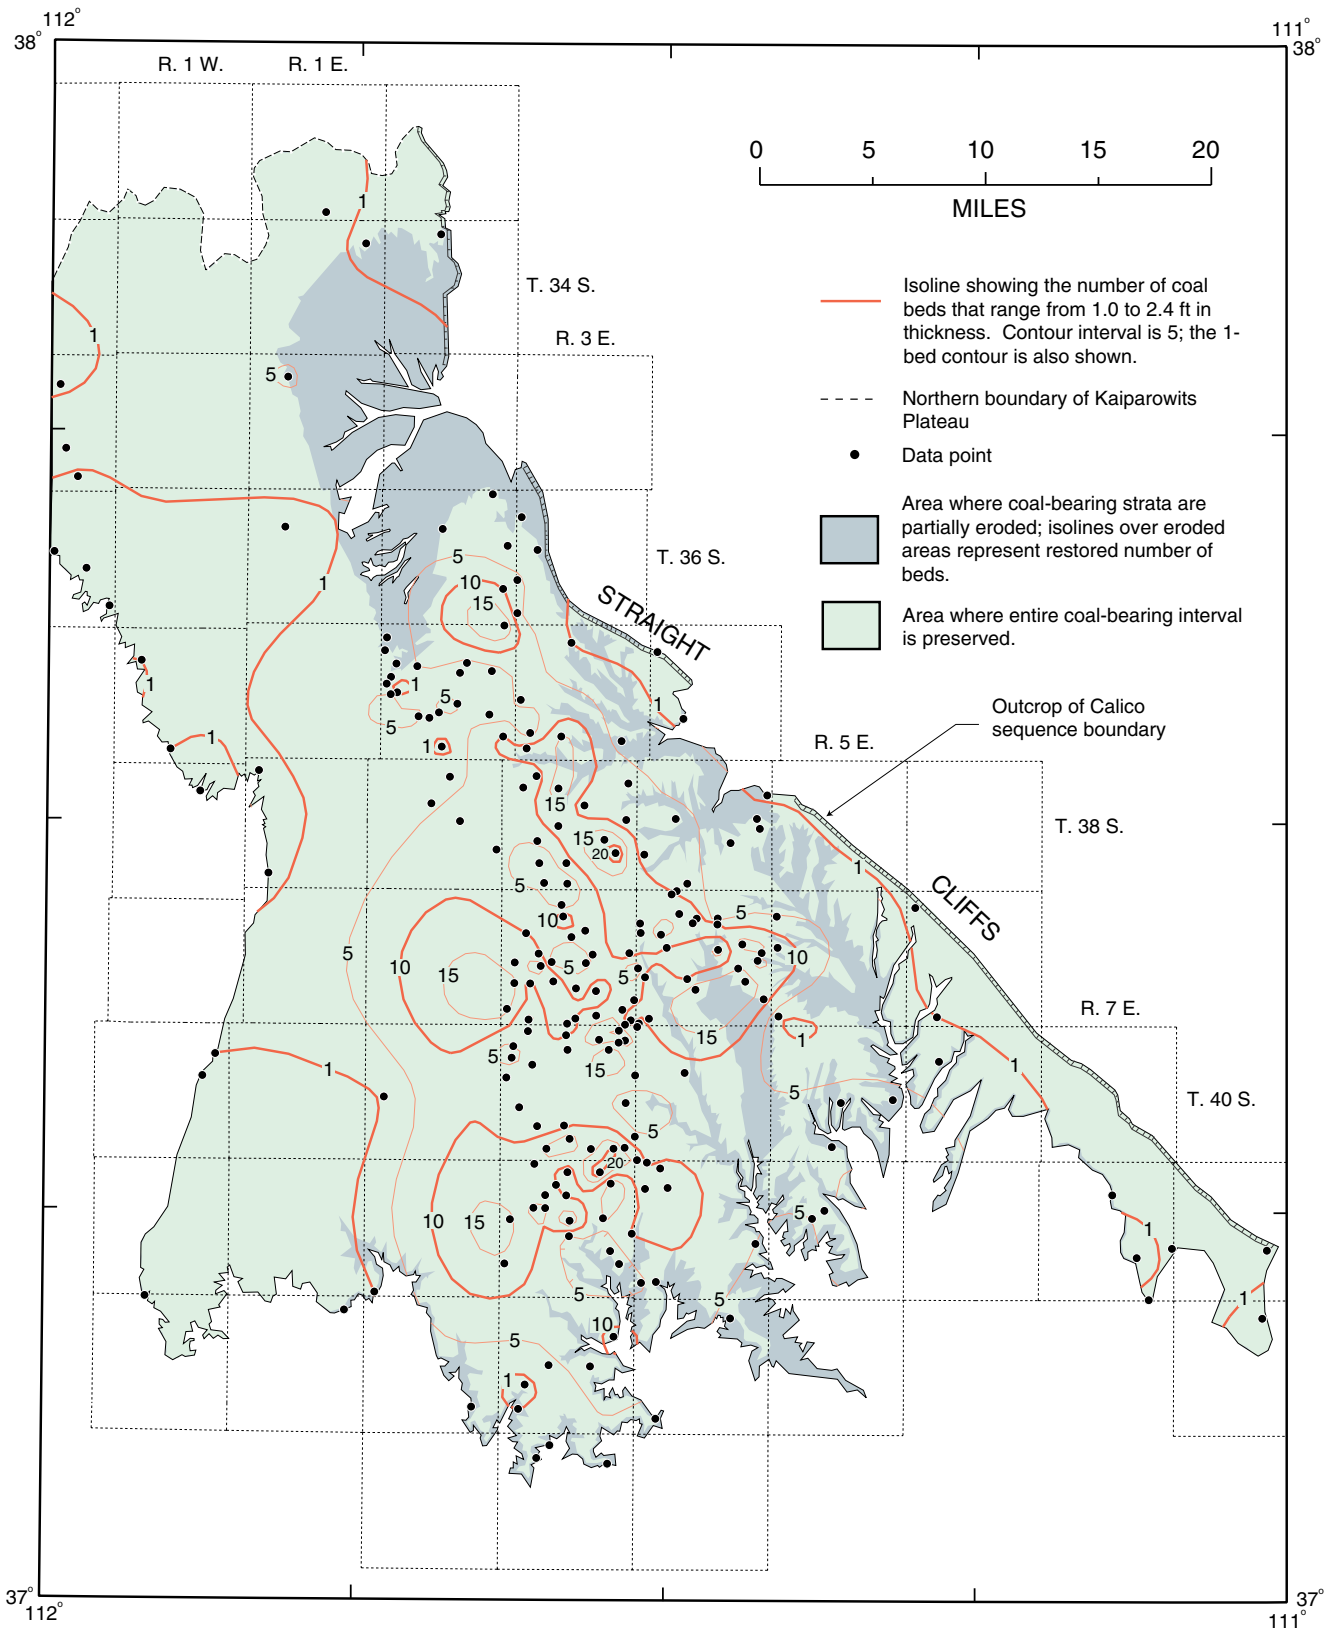 112°
111°
38°
38°
R. 1 W.
R. 1 E.
0 5 10 15 20
MILES
1
T. 34 S.
Isoline showing the number of coal
beds that range from 1.0 to 2.4 ft in
thickness. Contour interval is 5; the 1-
bed contour is also shown.
1
R. 3 E.
5
Northern boundary of Kaiparowits
Plateau
Data point
Area where coal-bearing strata are
partially eroded; isolines over eroded
areas represent restored number of
beds.
5
T. 36 S.
1
10
15
STRAIGHT
Area where entire coal-bearing interval
is preserved.
1
1
5
1
5
Outcrop of Calico
sequence boundary
1
1
R. 5 E.
15
T. 38 S.
15
20
1
5
CLIFFS
10
5
5
10
15
5
5
10
R. 7 E.
15
1
5
15
1
1
5
T. 40 S.
5
20
10
15
5
1
5
5
1
10
5
1
37°
37°
112°
111°